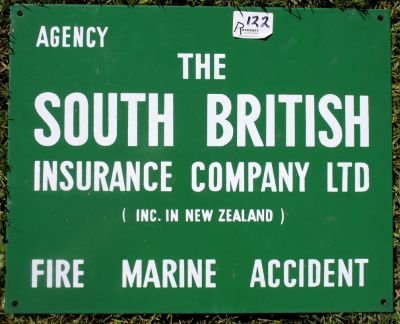 122
AGENCY
THE
SOUTH BRITISH
INSURANCE COMPANY LTD
( INC. IN NEW ZEALAND )
FIRE MARINE ACCIDENT